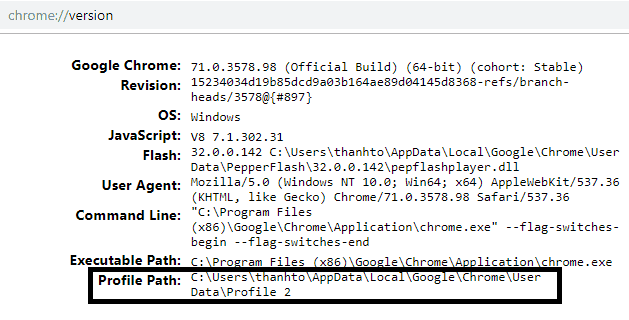 chrome://version
Google Chrome: 71.0.3578.98 (Official Build) (64-bit) (cohort: Stable)
Revision: 15234034d19b85dcd9a03b164ae89d04145d8368-refs/branch-
heads/3578@{#897}
OS: Windows
JavaScript: V8 7.1.302.31
Flash: 32.0.0.142 C:\Users\thanhto\AppData\Local\Google\Chrome\User
Data\PepperFlash\32.0.0.142\pepflashplayer.dll
User Agent: Mozilla/5.0 (Windows NT 10.0; Win64; x64) AppleWebKit/537.36
(KHTML, like Gecko) Chrome/71.0.3578.98 Safari/537.36
Command Line: "C:\Program Files
(x86)\Google\Chrome\Application\chrome.exe" --flag-switches-
begin --flag-switches-end
Executable Path: C:\Program Files (x86)\Google\Chrome\Application\chrome.exe
Profile Path: C:\Users\thanhto\AppData\Local\Google\Chrome\User
Data\Profile 2